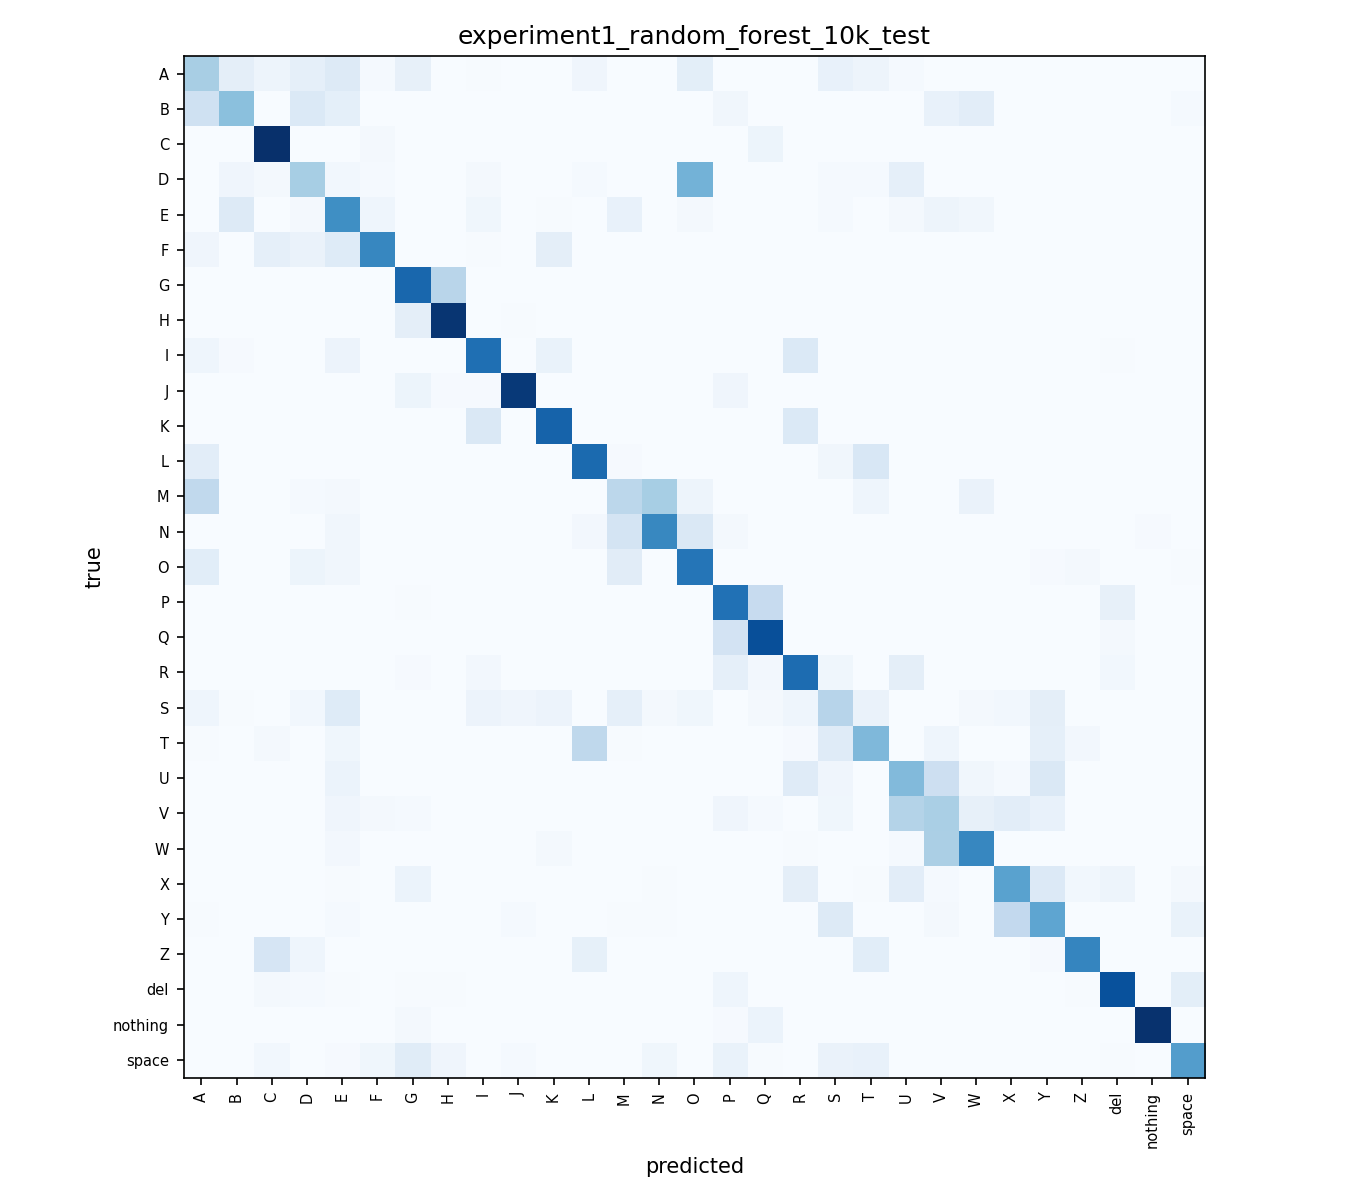 experiment1_random_forest_10k_test
A
B
C
D
E
F
G
H
I
J
K
L
M
N
O
P
Q
R
S
T
U
V
W
X
Y
Z
del
nothing
space
true
A B C D E F G H I J K L M N O P Q R S T U V W X Y Z del nothing space
predicted